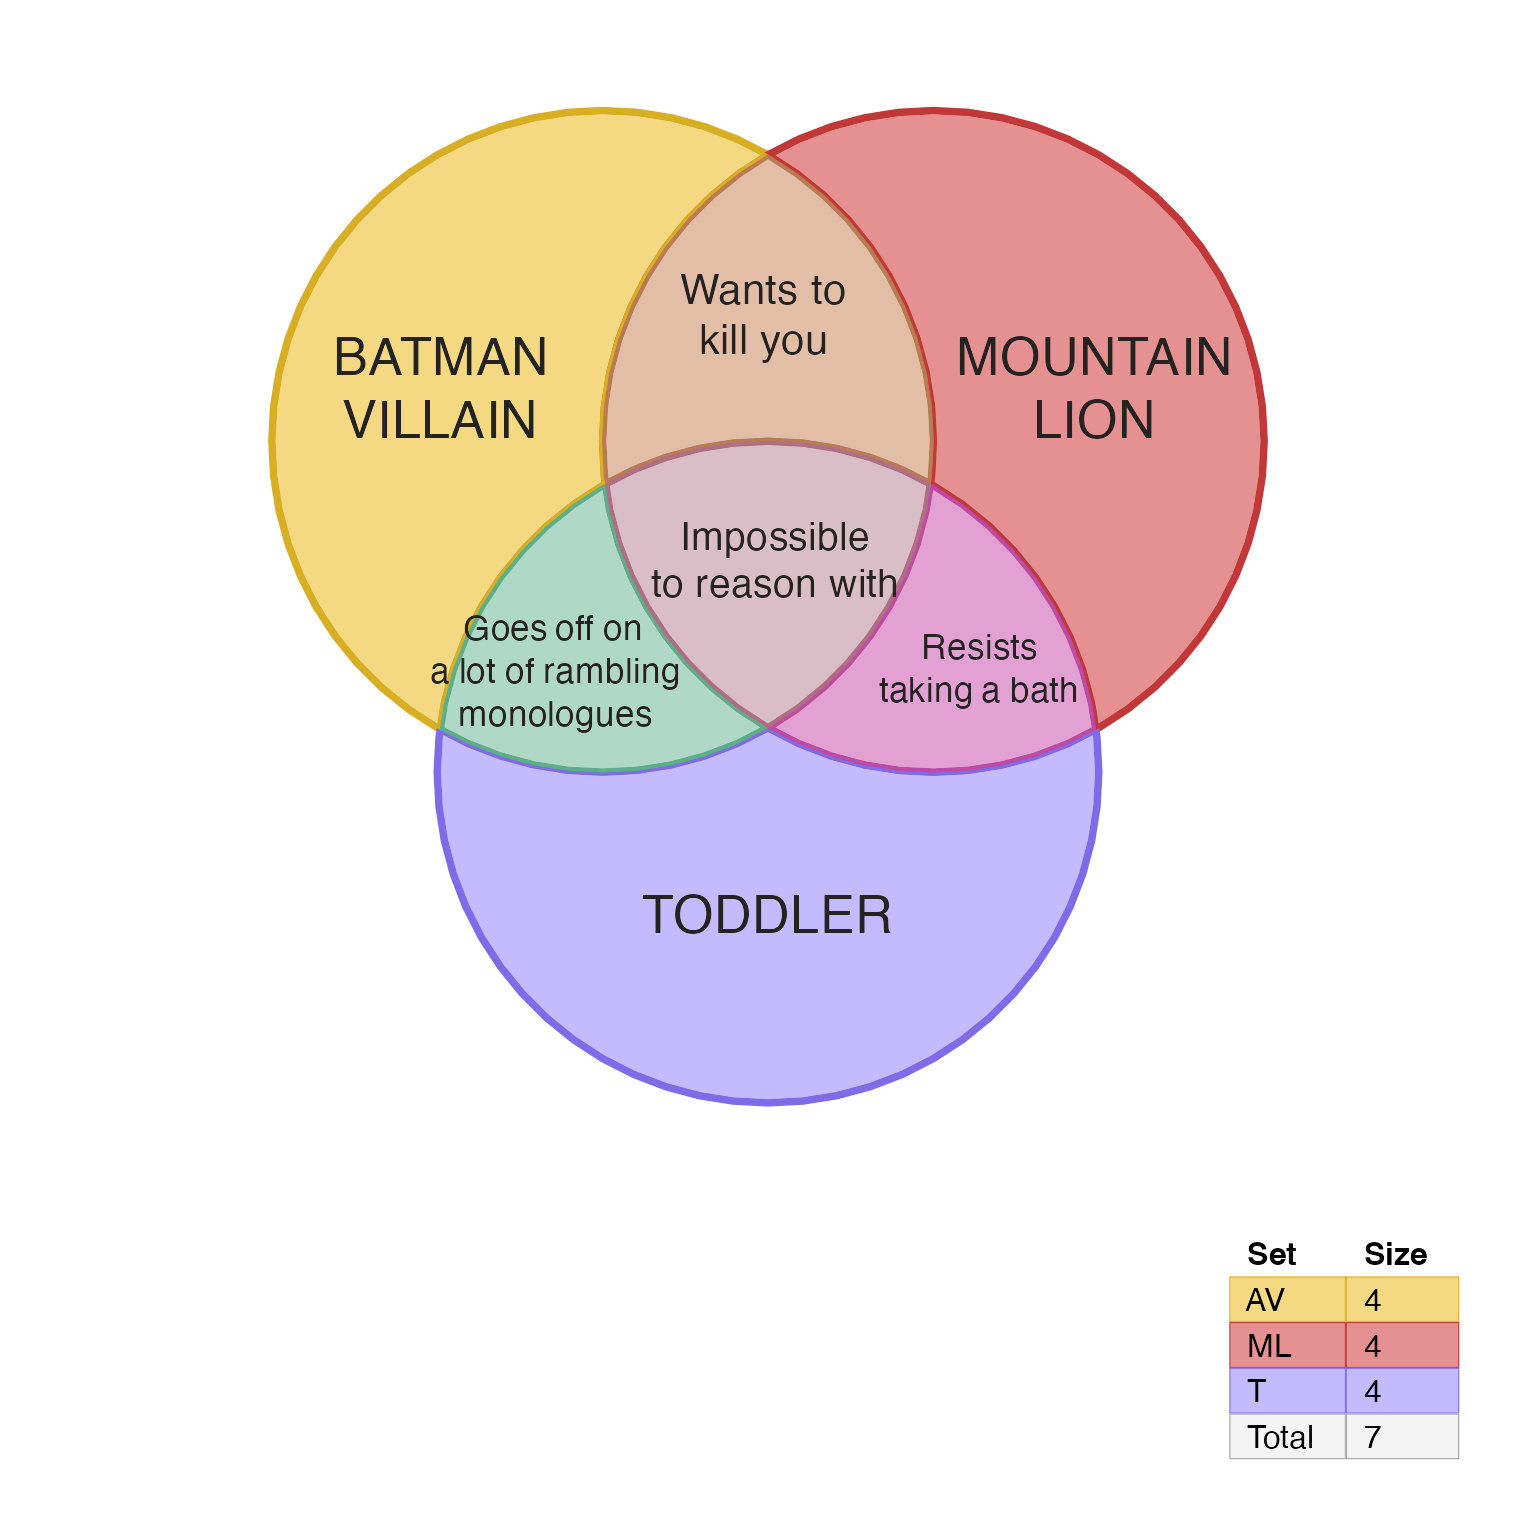 Wants to
kill you
BATMAN
VILLAIN
MOUNTAIN
LION
Impossible
to reason with
Goes off on
a lot of rambling
monologues
Resists
taking a bath
TODDLER
Set Size
AV 4
ML 4
T 4
Total 7